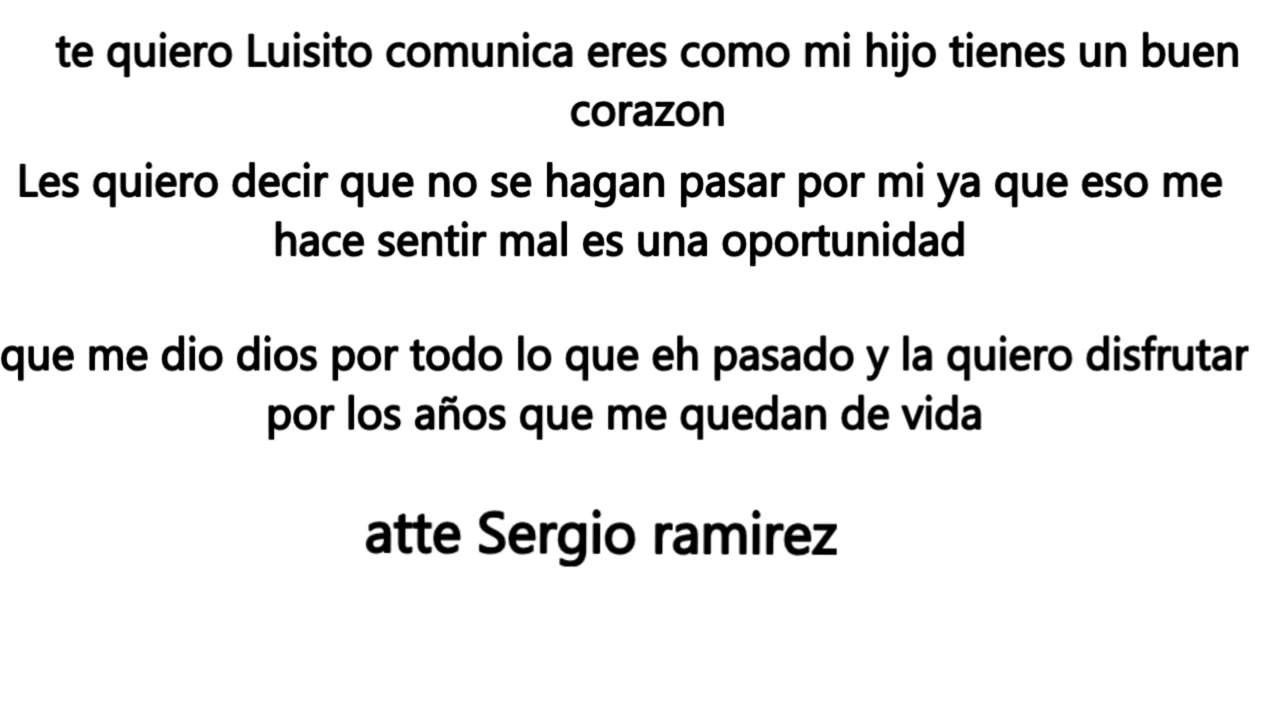 te quiero Luisito comunica eres como mi hijo tienes un buen
corazon
Les quiero decir que no se hagan pasar por mi ya que eso me
hace sentir mal es una oportunidad
que me dio dios por todo lo que eh pasado y la quiero disfrutar
por los años que me quedan de vida
atte Sergio ramirez